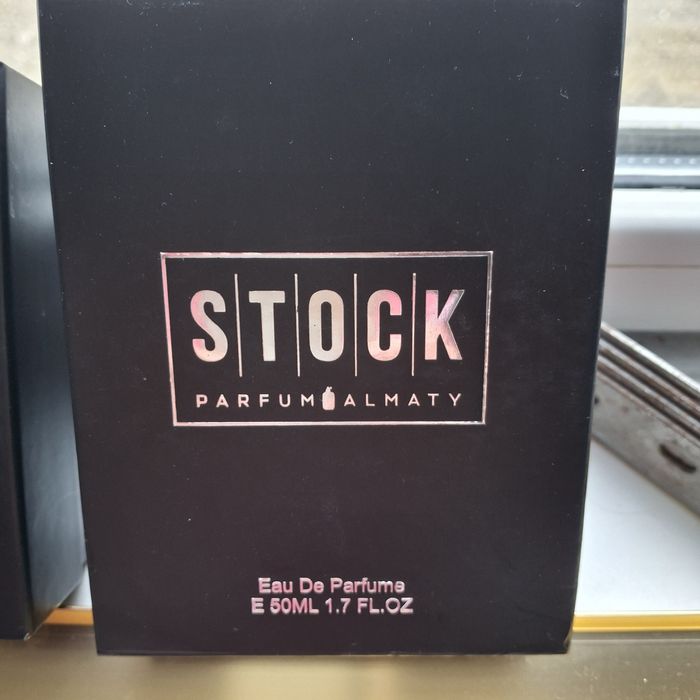 STOCK
PARFUM ALMATY
Eau De Parfume
E 50ML 1.7 FL.OZ